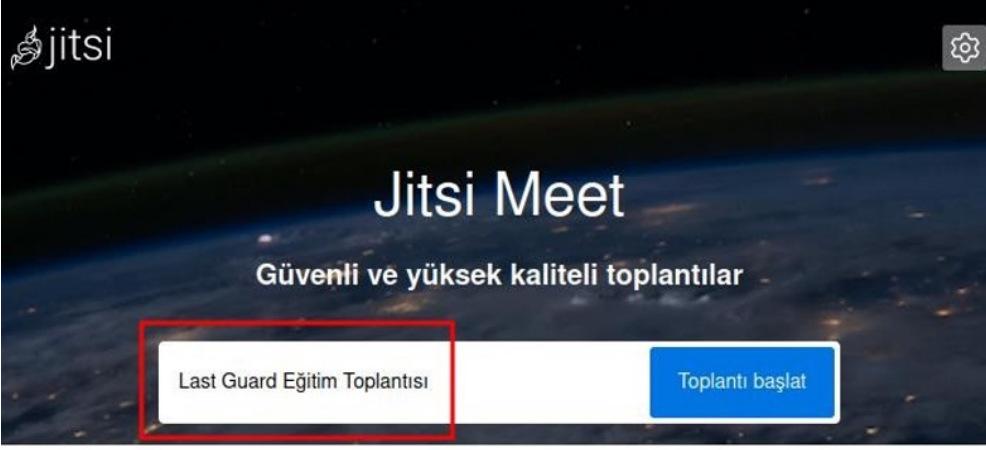 jitsi
Jitsi Meet
Güvenli ve yüksek kaliteli toplantılar
Last Guard Eğitim Toplantısı
Toplantı başlat